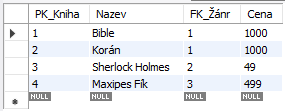 PK_Kniha Nazev FK_Žánr Cena
1 Bible 1 1000
2 Korán 1 1000
3 Sherlock Holmes 2 49
4 Maxipes Fík 3 499
NULL NULL NULL NULL